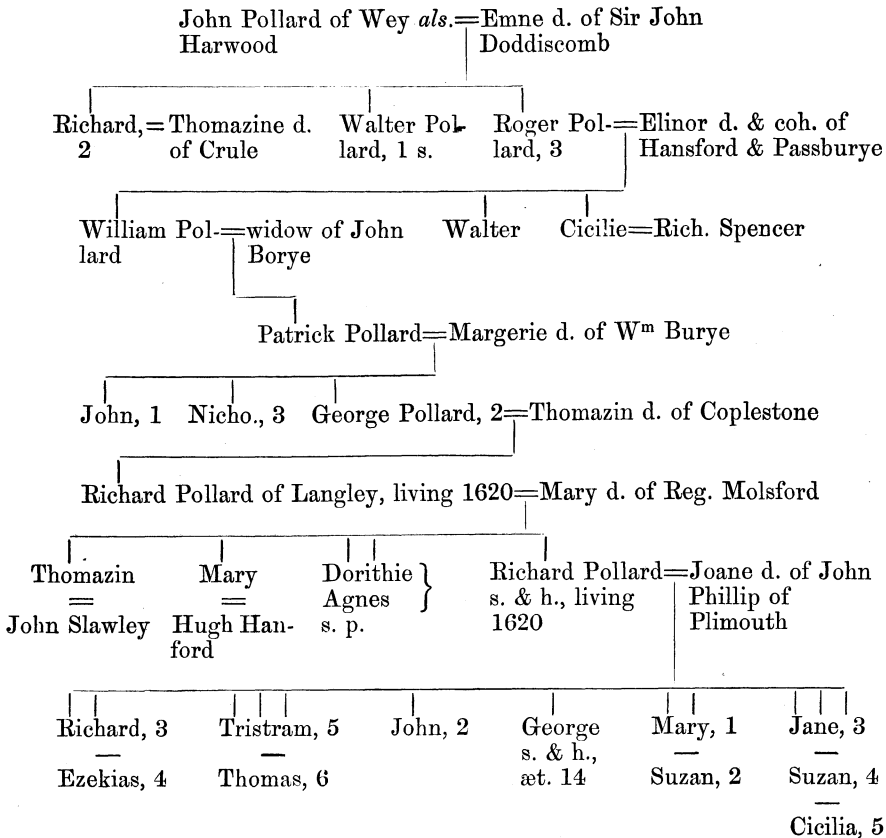 John Pollard of Wey als.=Emne d. of Sir John
Harwood Doddiscomb
Richard,=Thomazine d. Walter Pol- Roger Pol-=Elinor d. & coh. of
2 of Crule lard, 1 s. lard, 3 Hansford & Passburye
William Pol-=widow of John Walter Cicilie=Rich. Spencer
lard Borye
Patrick Pollard=Margerie d. of Wᵐ Burye
John, 1 Nicho., 3 George Pollard, 2=Thomazin d. of Coplestone
Richard Pollard of Langley, living 1620=Mary d. of Reg. Molsford
Thomazin Mary Dorithie } Richard Pollard=Joane d. of John
= = Agnes s. & h., living Phillip of
John Slawley Hugh Han- s. p. 1620 Plimouth
ford
Richard, 3 Tristram, 5 John, 2 George Mary, 1 Jane, 3
— — s. & h., — —
Ezekias, 4 Thomas, 6 æt. 14 Suzan, 2 Suzan, 4
—
Cicilia, 5